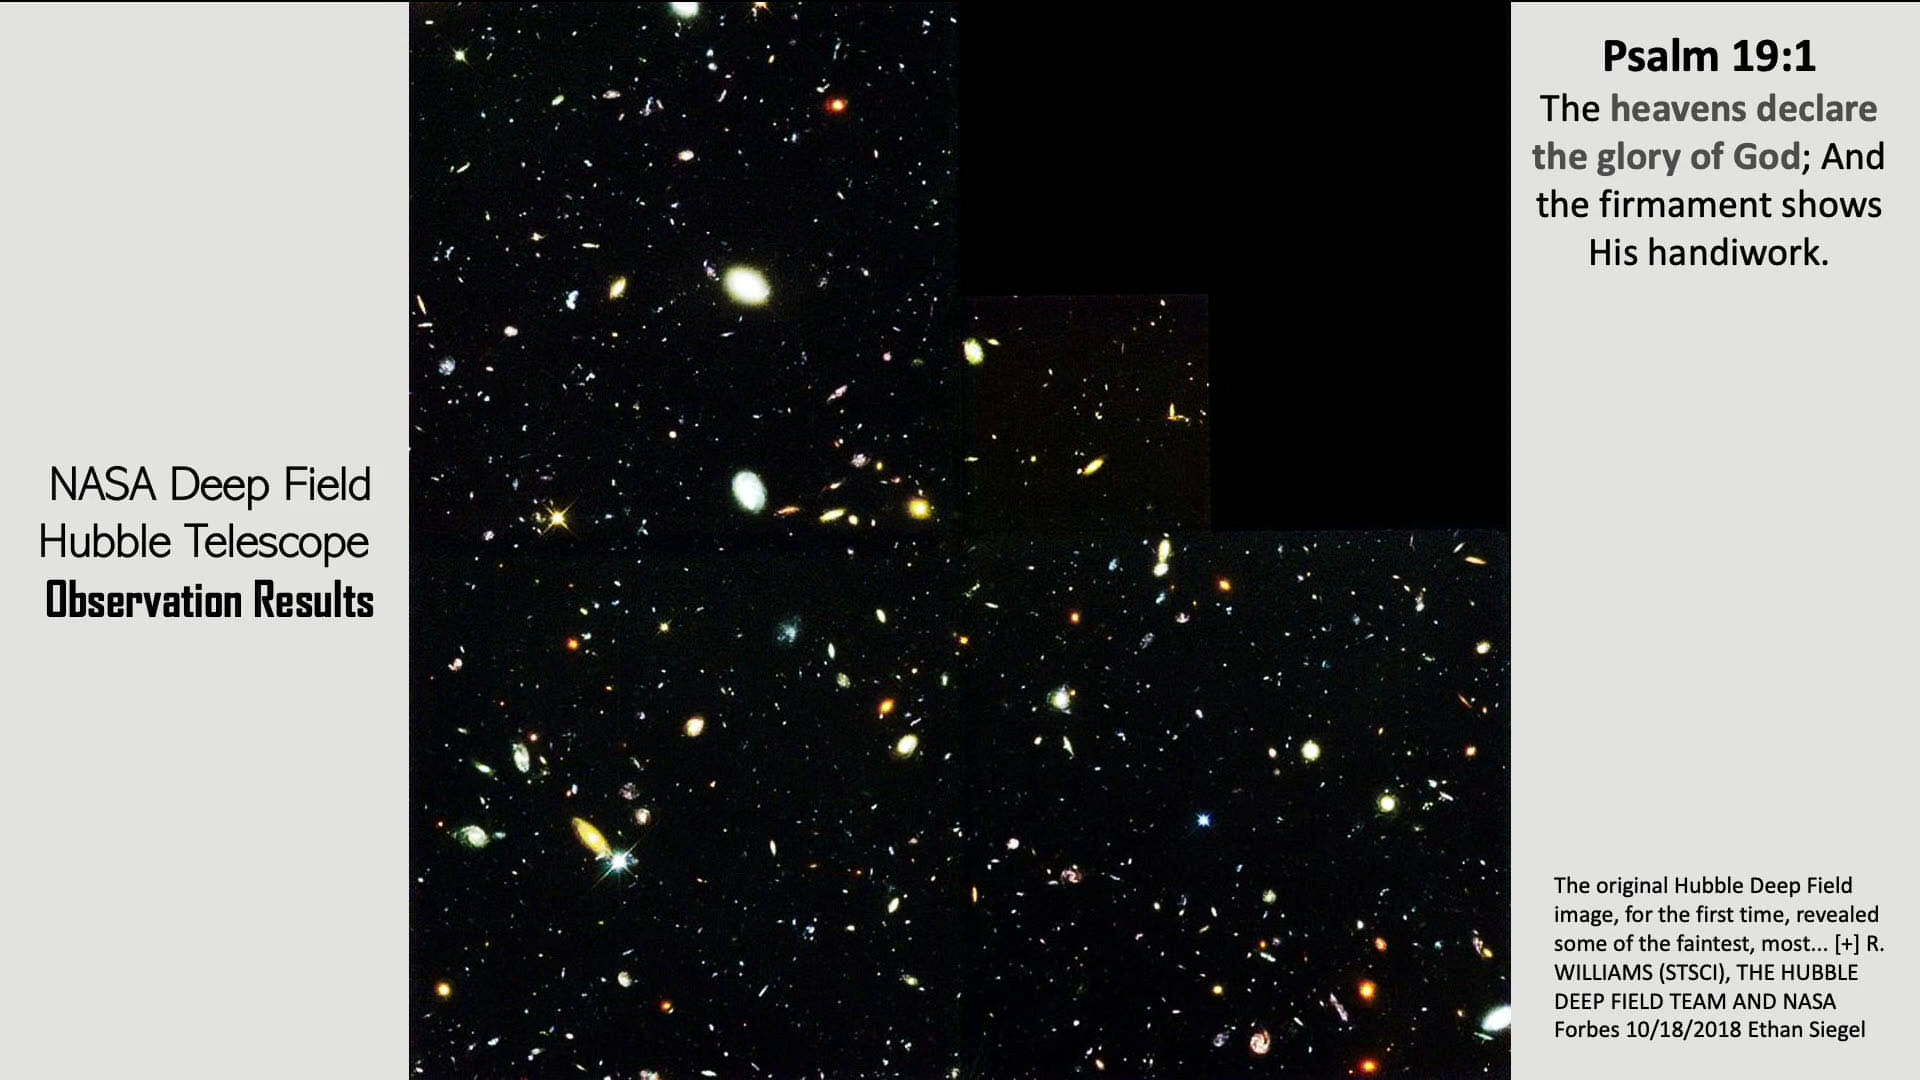 NASA Deep Field
Hubble Telescope
Observation Results
Psalm 19:1
The heavens declare
the glory of God; And
the firmament shows
His handiwork.
The original Hubble Deep Field
image, for the first time, revealed
some of the faintest, most... [+] R.
WILLIAMS (STSCI), THE HUBBLE
DEEP FIELD TEAM AND NASA
Forbes 10/18/2018 Ethan Siegel